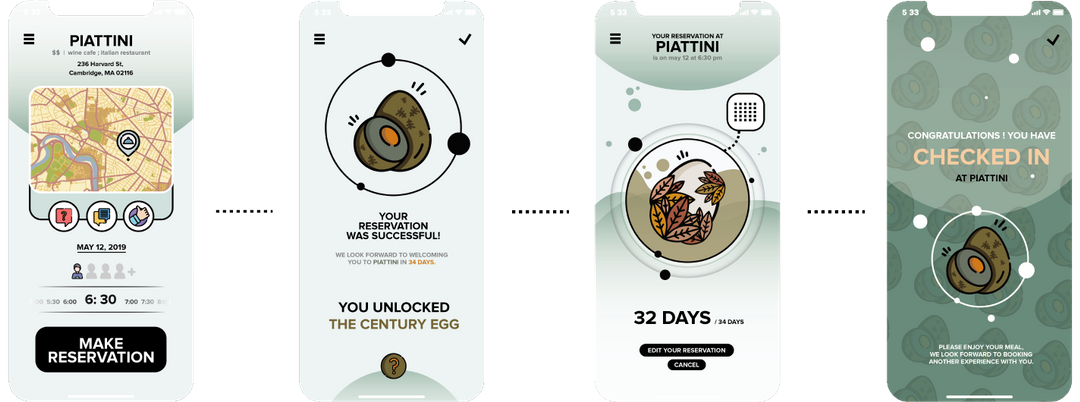 PIATTINI
$$ | wine cafe ; italian restaurant
236 Harvard St,
Cambridge, MA 02116
?
MAY 12, 2019
+
5:30 6:00 6: 30 7:00 7:30
MAKE
RESERVATION
YOUR
RESERVATION
WAS SUCCESSFUL!
WE LOOK FORWARD TO WELCOMING
YOU TO PIATTINI IN 34 DAYS.
YOU UNLOCKED
THE CENTURY EGG
?
5 33
YOUR RESERVATION AT
PIATTINI
is on may 12 at 6:30 pm
32 DAYS / 34 DAYS
EDIT YOUR RESERVATION
CANCEL
5 33
CONGRATULATIONS ! YOU HAVE
CHECKED IN
AT PIATTINI
PLEASE ENJOY YOUR MEAL,
WE LOOK FORWARD TO BOOKING
ANOTHER EXPERIENCE WITH YOU.